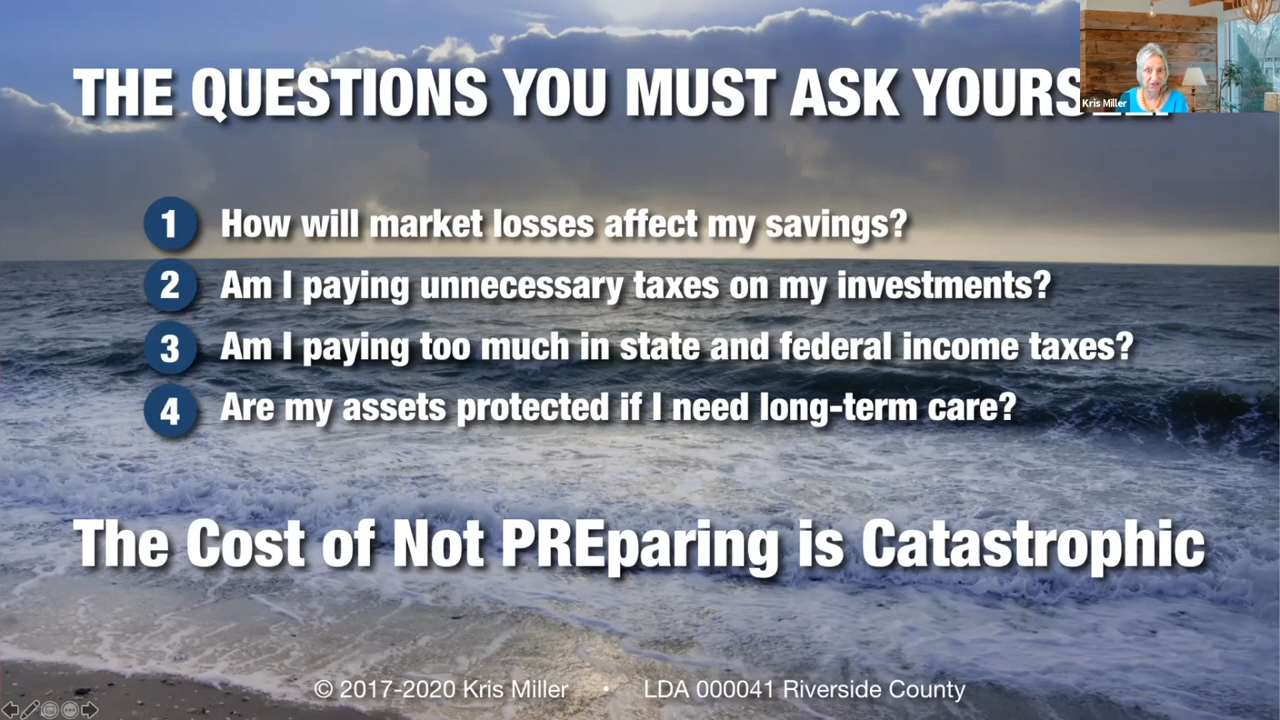 THE QUESTIONS YOU MUST ASK
Kris Miller
1 How will market losses affect my savings?
2 Am I paying unnecessary taxes on my investments?
3 Am I paying too much in state and federal income taxes?
4 Are my assets protected if I need long-term care?
The Cost of Not PREparing is Catastrophic
© 2017-2020 Kris Miller • LDA 000041 Riverside County